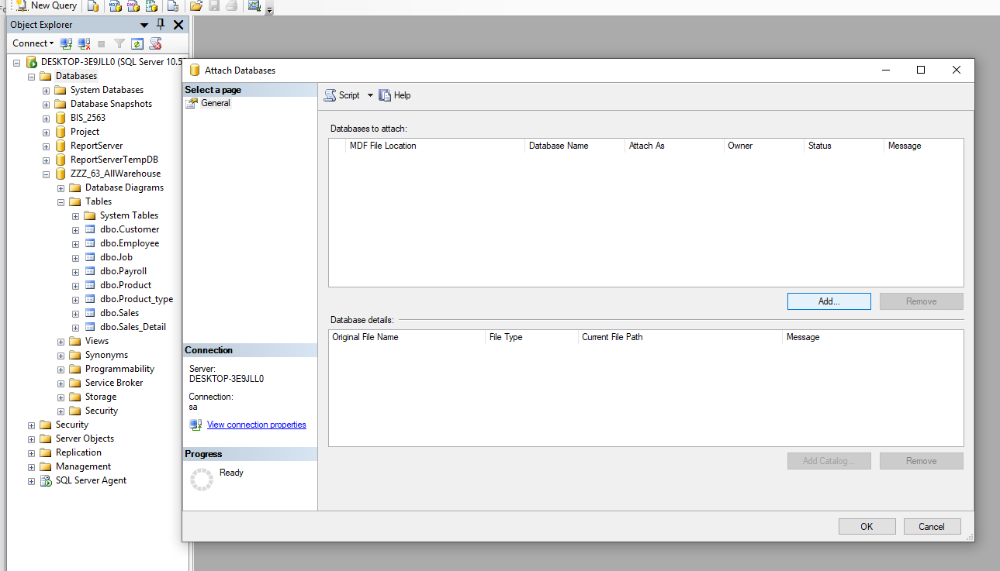 New Query
Object Explorer
Connect
DESKTOP-3E9JLL0 (SQL Server 10.5
Databases
System Databases
Database Snapshots
BIS_2563
Project
ReportServer
ReportServerTempDB
ZZZ_63_AllWarehouse
Database Diagrams
Tables
System Tables
dbo.Customer
dbo.Employee
dbo.Job
dbo.Payroll
dbo.Product
dbo.Product_type
dbo.Sales
dbo.Sales_Detail
Views
Synonyms
Programmability
Service Broker
Storage
Security
Security
Server Objects
Replication
Management
SQL Server Agent
Attach Databases
Select a page
General
Script
Help
Databases to attach:
MDF File Location Database Name Attach As Owner Status Message
Add... Remove
Database details:
Original File Name File Type Current File Path Message
Add Catalog... Remove
Connection
Server:
DESKTOP-3E9JLL0
Connection:
sa
View connection properties
Progress
Ready
OK Cancel